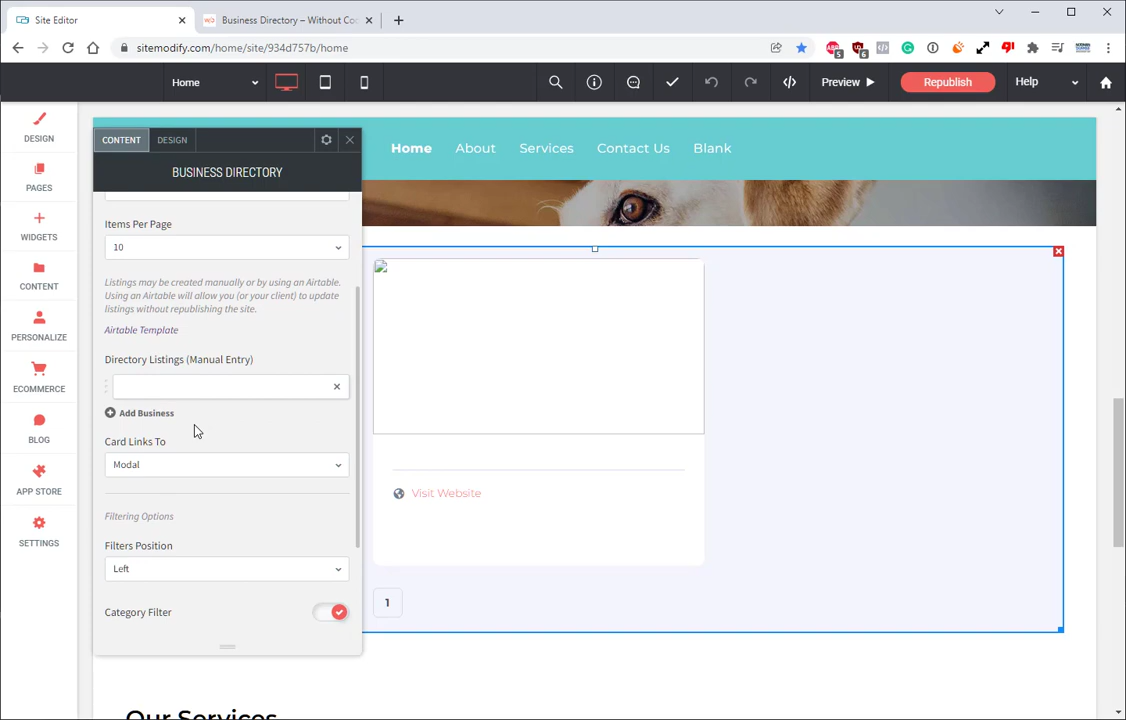 Site Editor
Business Directory – Without Co
sitemodify.com/home/site/934d757b/home
5
6
Home
Preview
Republish
Help
DESIGN
PAGES
WIDGETS
CONTENT
PERSONALIZE
ECOMMERCE
BLOG
APP STORE
SETTINGS
CONTENT DESIGN
BUSINESS DIRECTORY
Items Per Page
10
Listings may be created manually or by using an Airtable.
Using an Airtable will allow you (or your client) to update
listings without republishing the site.
Airtable Template
Directory Listings (Manual Entry)
Add Business
Card Links To
Modal
Filtering Options
Filters Position
Left
Category Filter
Home About Services Contact Us Blank
Visit Website
1
Our Services